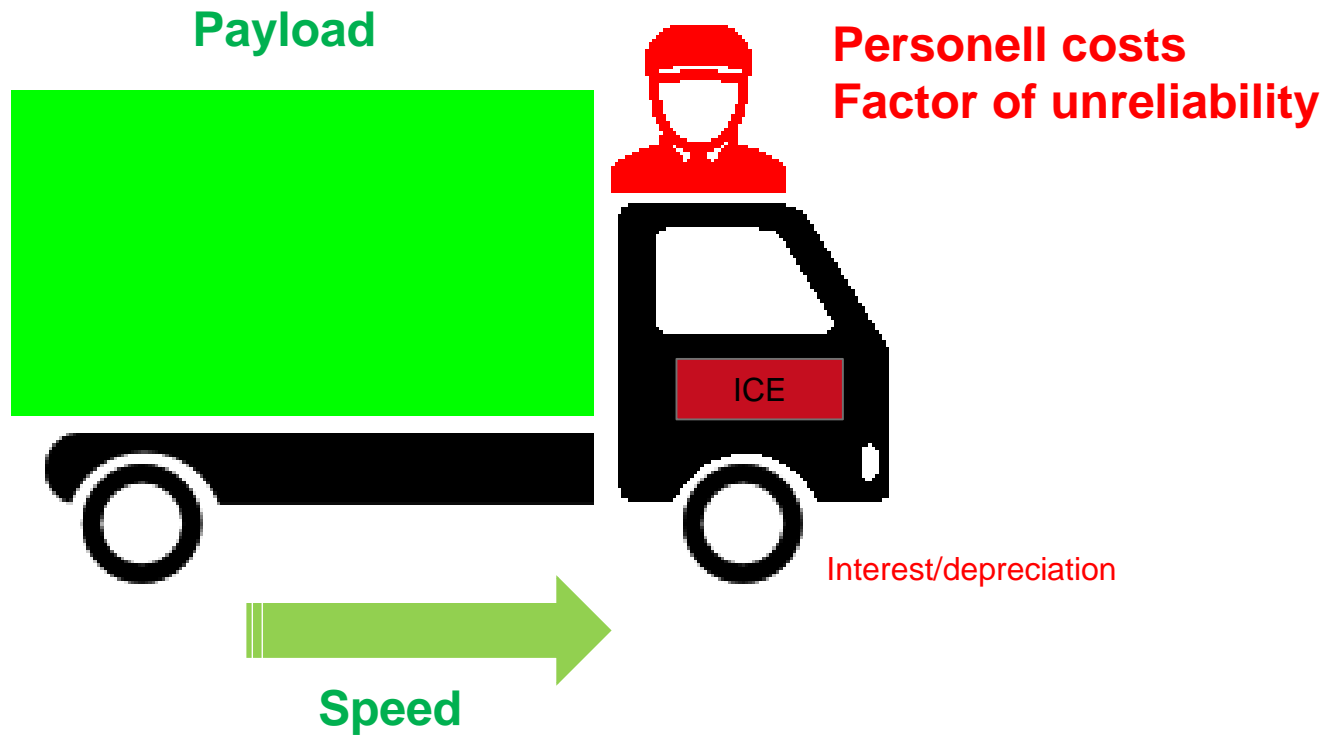 Payload
Personell costs
Factor of unreliability
ICE
Interest/depreciation
Speed